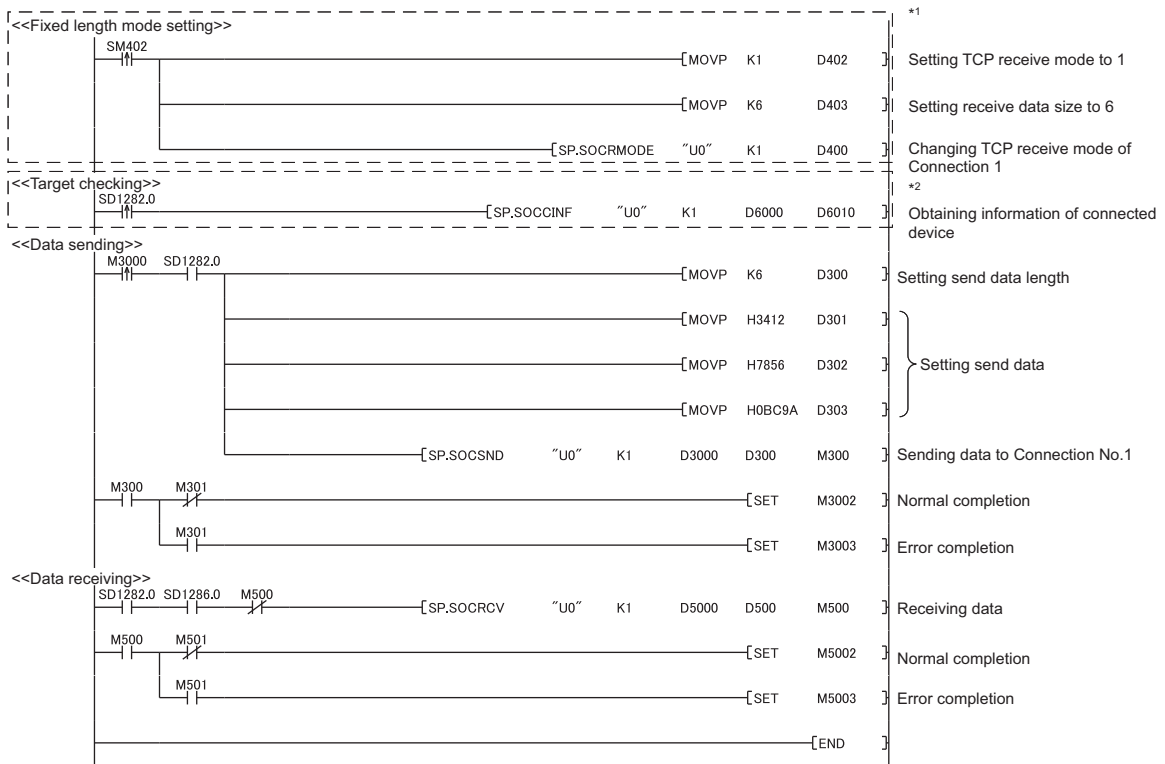 *1
<<Fixed length mode setting>>
SM402
MOVP K1 D402 Setting TCP receive mode to 1
MOVP K6 D403 Setting receive data size to 6
SP.SOCRMODE "U0" K1 D400 Changing TCP receive mode of
Connection 1
<<Target checking>>
*2
SD1282.0
SP.SOCCINF "U0" K1 D6000 D6010 Obtaining information of connected
device
<<Data sending>>
M3000 SD1282.0
MOVP K6 D300 Setting send data length
MOVP H3412 D301
MOVP H7856 D302 Setting send data
MOVP H0BC9A D303
SP.SOCSND "U0" K1 D3000 D300 M300 Sending data to Connection No.1
M300 M301
SET M3002 Normal completion
M301
SET M3003 Error completion
<<Data receiving>>
SD1282.0 SD1286.0 M500
SP.SOCRCV "U0" K1 D5000 D500 M500 Receiving data
M500 M501
SET M5002 Normal completion
M501
SET M5003 Error completion
END